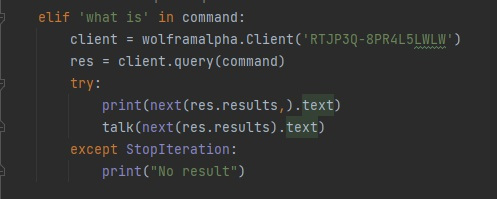 elif 'what is' in command:
client = wolframalpha.Client('RTJP3Q-8PR4L5LWLW')
res = client.query(command)
try:
print(next(res.results,).text)
talk(next(res.results).text)
except StopIteration:
print("No result")